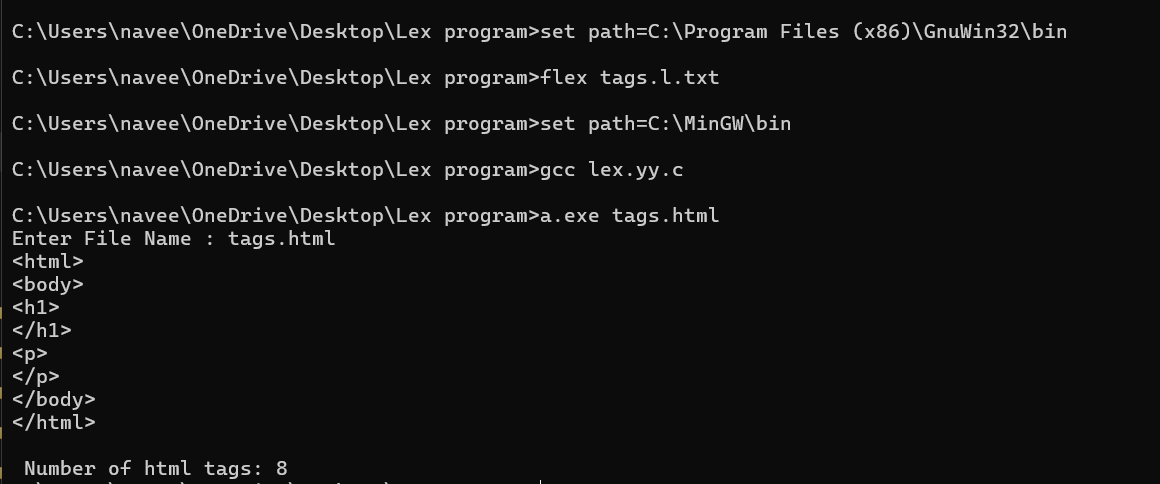 C:\Users\navee\OneDrive\Desktop\Lex program>set path=C:\Program Files (x86)\GnuWin32\bin
C:\Users\navee\OneDrive\Desktop\Lex program>flex tags.l.txt
C:\Users\navee\OneDrive\Desktop\Lex program>set path=C:\MinGW\bin
C:\Users\navee\OneDrive\Desktop\Lex program>gcc lex.yy.c
C:\Users\navee\OneDrive\Desktop\Lex program>a.exe tags.html
Enter File Name : tags.html
<html>
<body>
<h1>
</h1>
<p>
</p>
</body>
</html>
Number of html tags: 8